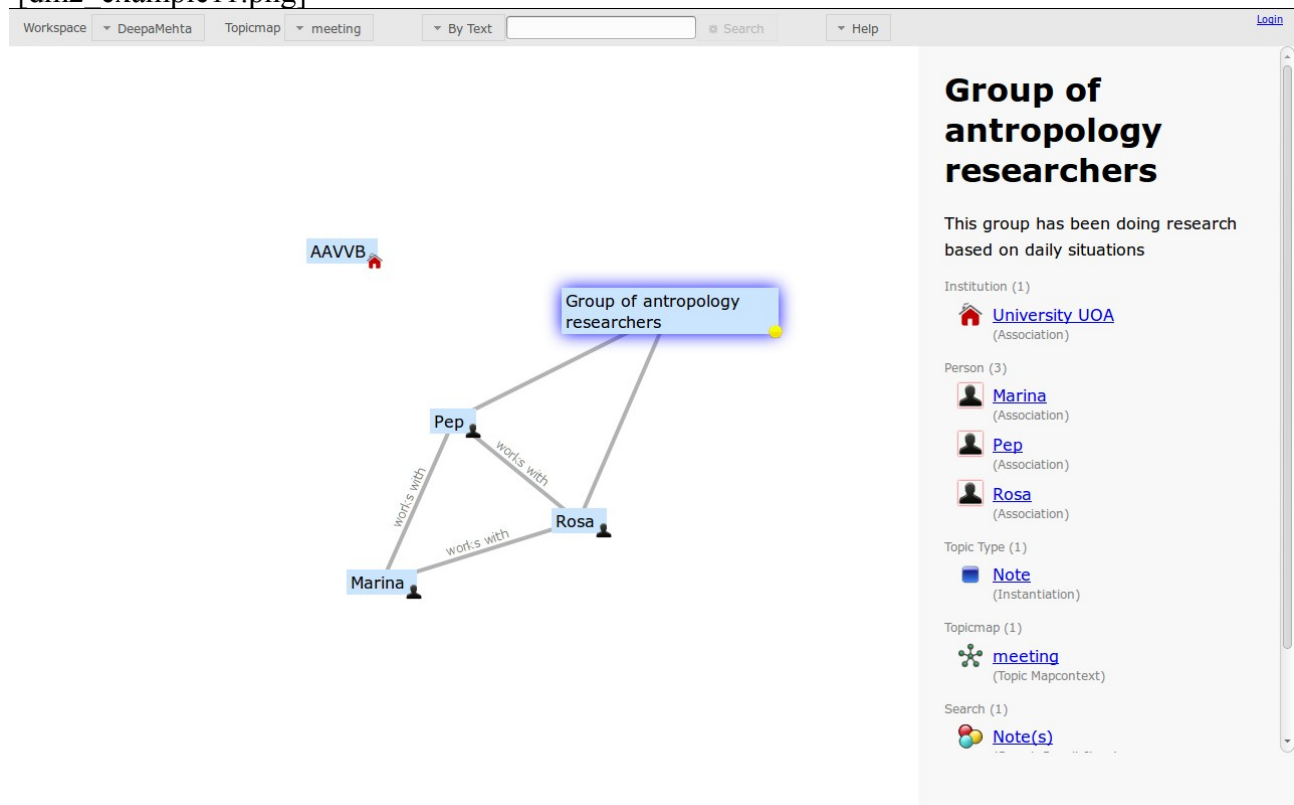 [dm2_example11.png]
Workspace DeepaMehta Topicmap meeting By Text Search Help Login
Group of
antropology
researchers
This group has been doing research
based on daily situations
Institution (1)
University UOA
(Association)
Person (3)
Marina
(Association)
Pep
(Association)
Rosa
(Association)
Topic Type (1)
Note
(Instantiation)
Topicmap (1)
meeting
(Topic Mapcontext)
Search (1)
Note(s)
AAVVB
Group of antropology
researchers
Pep
works with
works with
Rosa
works with
Marina